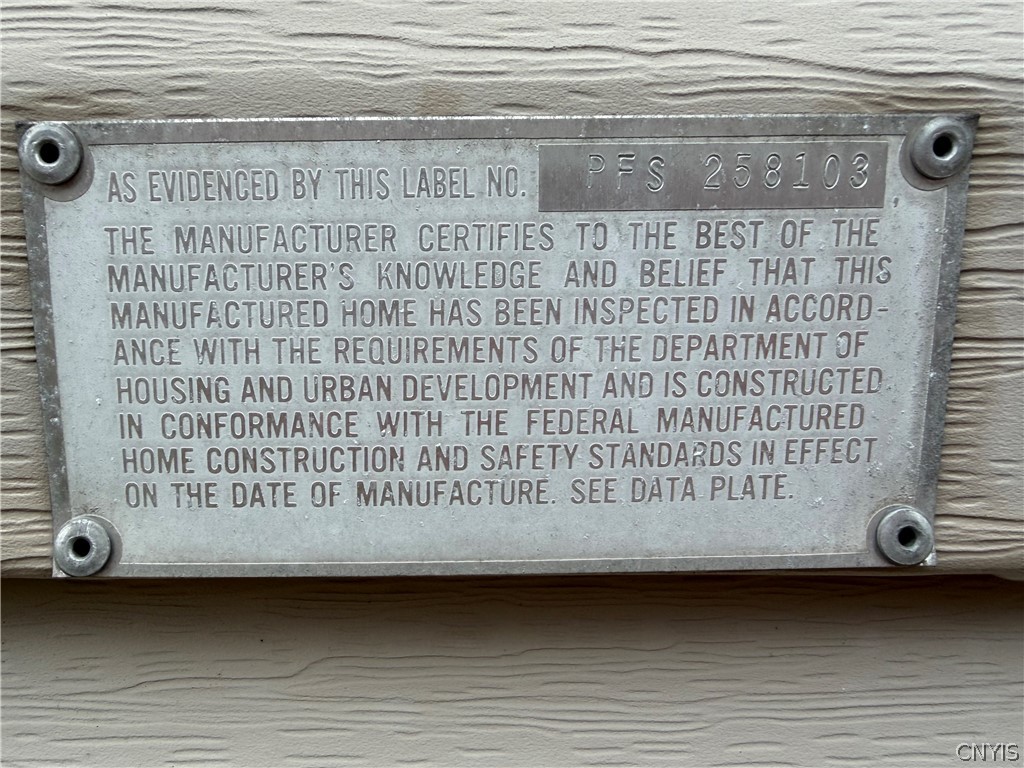 AS EVIDENCED BY THIS LABEL NO. PFS 258103,
THE MANUFACTURER CERTIFIES TO THE BEST OF THE
MANUFACTURER'S KNOWLEDGE AND BELIEF THAT THIS
MANUFACTURED HOME HAS BEEN INSPECTED IN ACCORD-
ANCE WITH THE REQUIREMENTS OF THE DEPARTMENT OF
HOUSING AND URBAN DEVELOPMENT AND IS CONSTRUCTED
IN CONFORMANCE WITH THE FEDERAL MANUFACTURED
HOME CONSTRUCTION AND SAFETY STANDARDS IN EFFECT
ON THE DATE OF MANUFACTURE. SEE DATA PLATE.
CNYIS